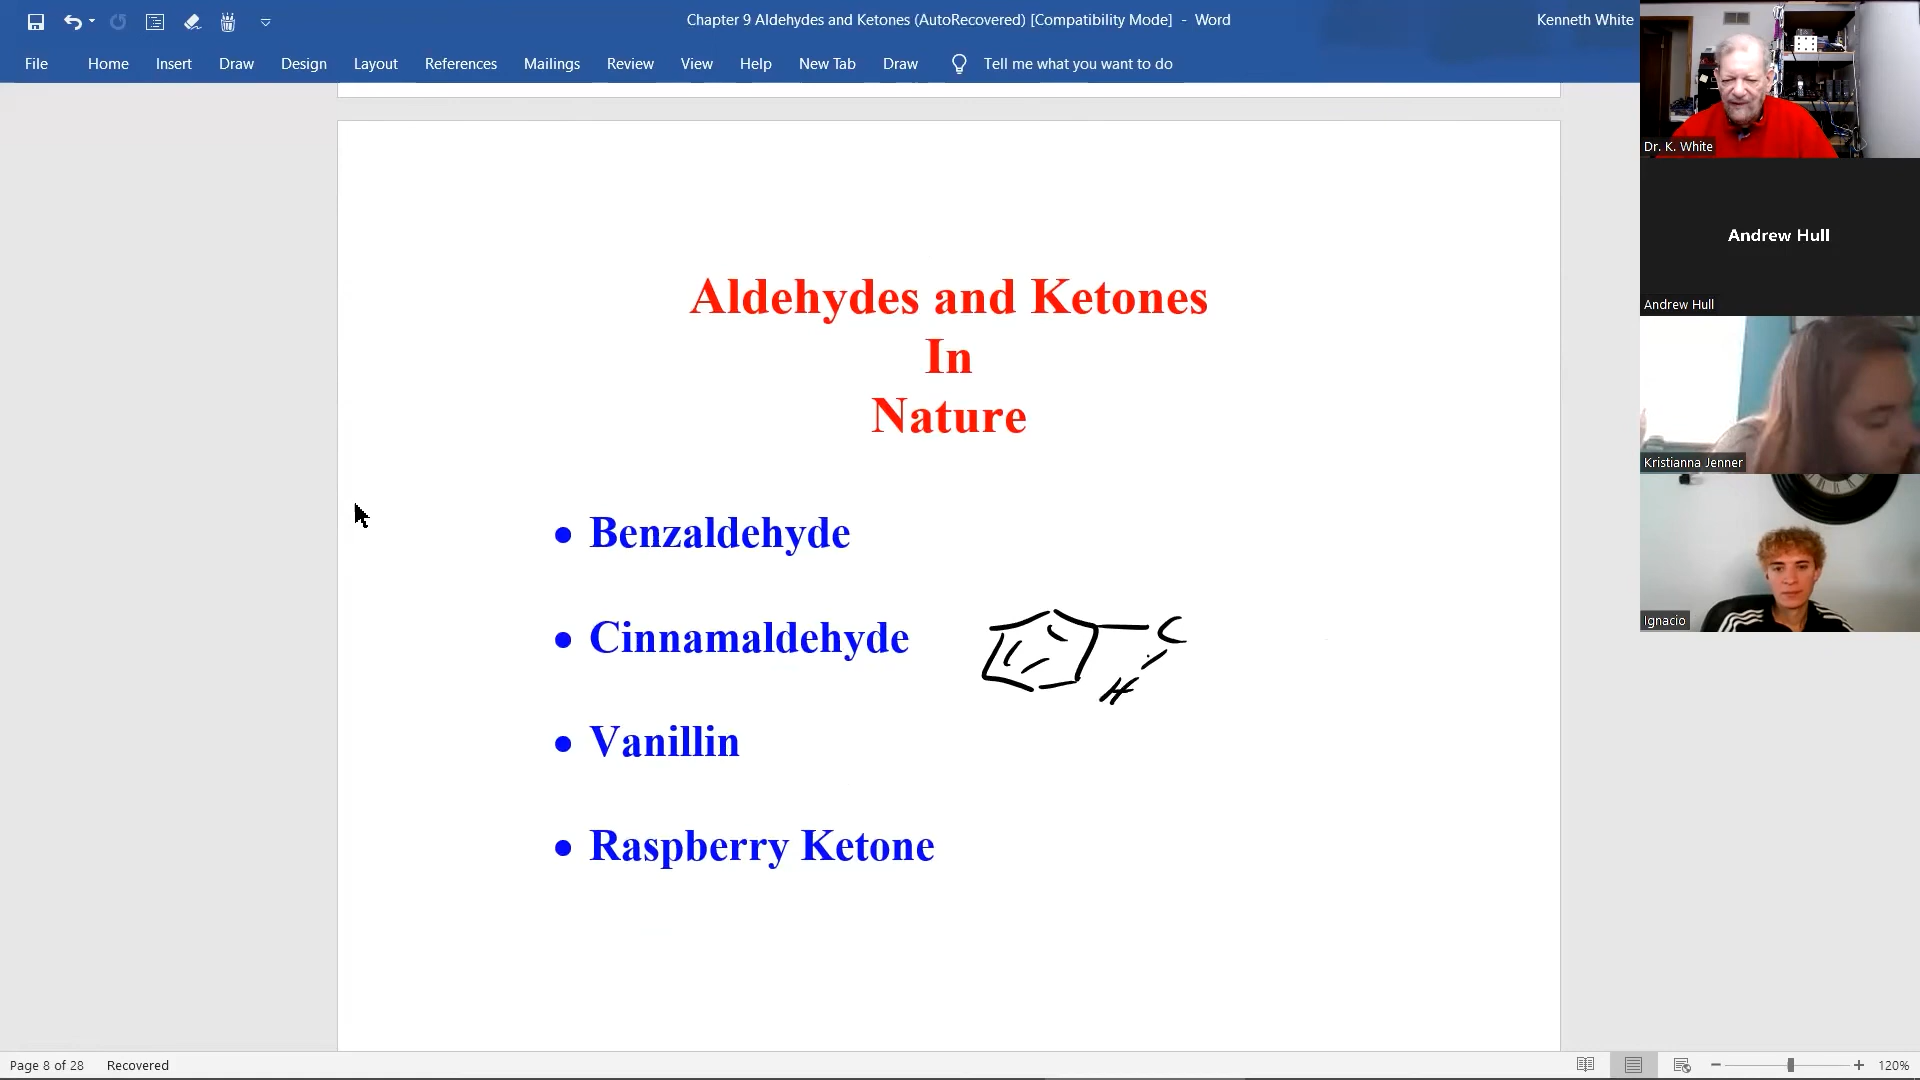 Chapter 9 Aldehydes and Ketones (AutoRecovered) [Compatibility Mode] - Word
Kenneth White
File Home Insert Draw Design Layout References Mailings Review View Help New Tab Draw Tell me what you want to do
Dr. K. White
Andrew Hull
Andrew Hull
Kristianna Jenner
Ignacio
Aldehydes and Ketones
In
Nature
• Benzaldehyde
• Cinnamaldehyde
C
H
• Vanillin
• Raspberry Ketone
Page 8 of 28 Recovered
120%